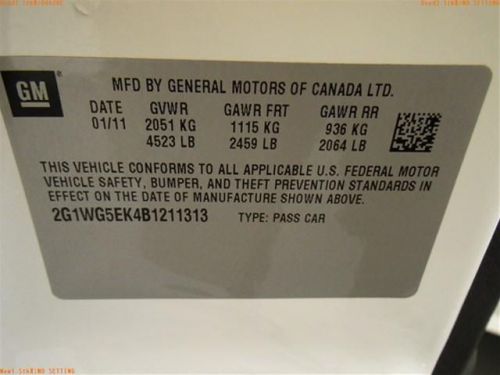 GM
MFD BY GENERAL MOTORS OF CANADA LTD.
DATE GVWR GAWR FRT GAWR RR
01/11 2051 KG 1115 KG 936 KG
4523 LB 2459 LB 2064 LB
THIS VEHICLE CONFORMS TO ALL APPLICABLE U.S. FEDERAL MOTOR
VEHICLE SAFETY, BUMPER, AND THEFT PREVENTION STANDARDS IN
EFFECT ON THE DATE OF MANUFACTURE SHOWN ABOVE.
2G1WG5EK4B1211313 TYPE: PASS CAR